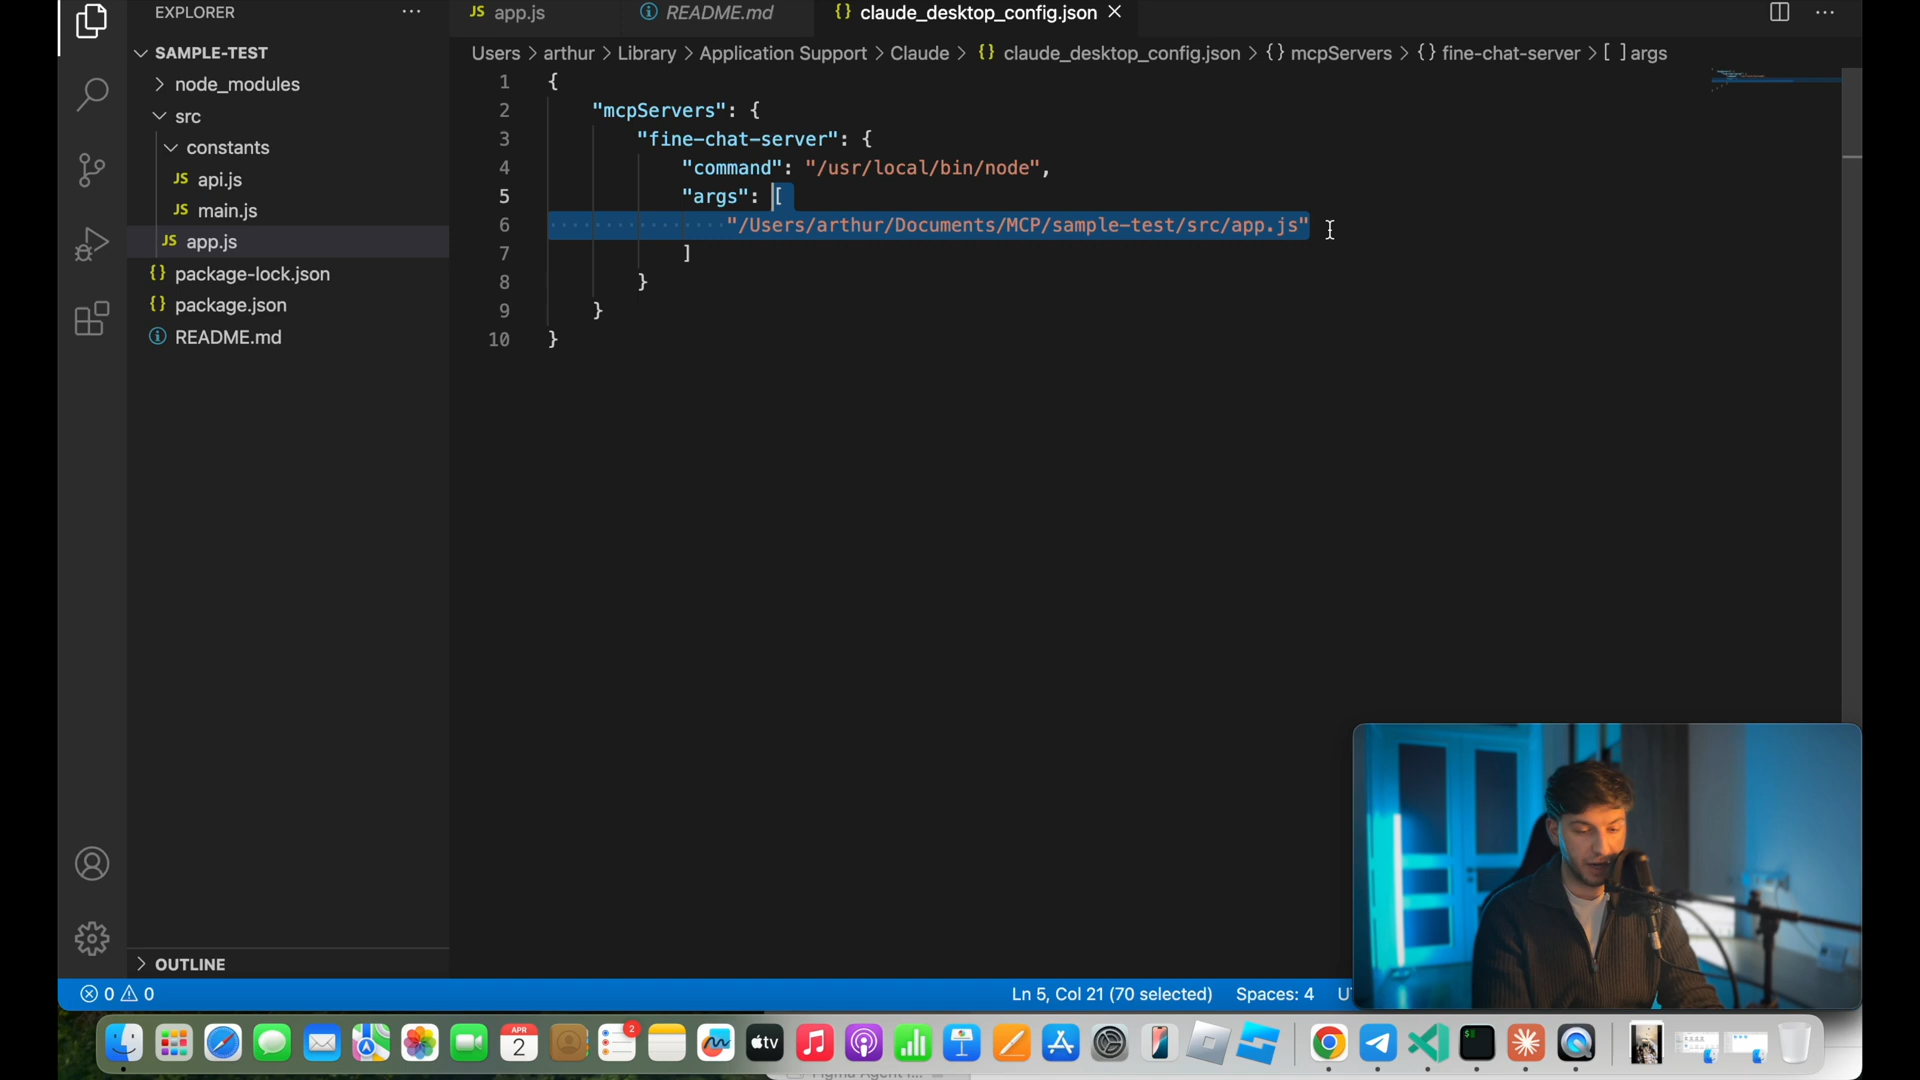 EXPLORER
SAMPLE-TEST
node_modules
src
constants
JS api.js
JS main.js
JS app.js
{} package-lock.json
{} package.json
README.md
OUTLINE
JS app.js
README.md
{} claude_desktop_config.json
Users > arthur > Library > Application Support > Claude > {} claude_desktop_config.json > {} mcpServers > {} fine-chat-server > [ ] args
1 {
2 "mcpServers": {
3 "fine-chat-server": {
4 "command": "/usr/local/bin/node",
5 "args": [
6 "/Users/arthur/Documents/MCP/sample-test/src/app.js"
7 ]
8 }
9 }
10 }
0 0
Ln 5, Col 21 (70 selected)
Spaces: 4
APR
2
2
tv
$